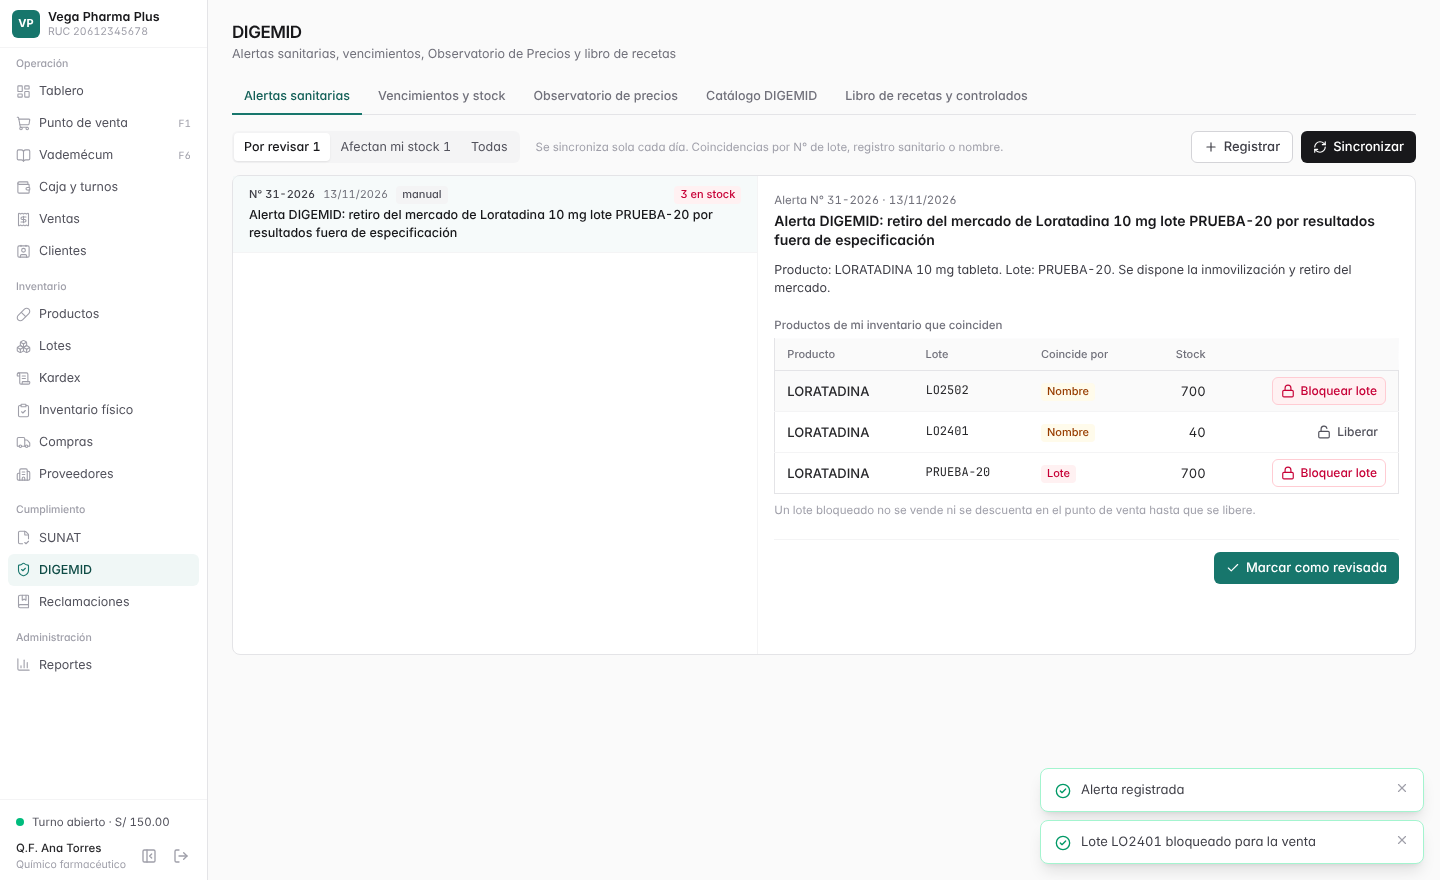 VP
Vega Pharma Plus
RUC 20612345678
Operación
Tablero
Punto de venta F1
Vademécum F6
Caja y turnos
Ventas
Clientes
Inventario
Productos
Lotes
Kardex
Inventario físico
Compras
Proveedores
Cumplimiento
SUNAT
DIGEMID
Reclamaciones
Administración
Reportes
Turno abierto · S/ 150.00
Q.F. Ana Torres
Químico farmacéutico
DIGEMID
Alertas sanitarias, vencimientos, Observatorio de Precios y libro de recetas
Alertas sanitarias Vencimientos y stock Observatorio de precios Catálogo DIGEMID Libro de recetas y controlados
Por revisar 1 Afectan mi stock 1 Todas Se sincroniza sola cada día. Coincidencias por N° de lote, registro sanitario o nombre. Registrar Sincronizar
N° 31-2026 13/11/2026 manual 3 en stock
Alerta DIGEMID: retiro del mercado de Loratadina 10 mg lote PRUEBA-20 por
resultados fuera de especificación
Alerta N° 31-2026 · 13/11/2026
Alerta DIGEMID: retiro del mercado de Loratadina 10 mg lote PRUEBA-20 por resultados
fuera de especificación
Producto: LORATADINA 10 mg tableta. Lote: PRUEBA-20. Se dispone la inmovilización y retiro del
mercado.
Productos de mi inventario que coinciden
Producto Lote Coincide por Stock
LORATADINA LO2502 Nombre 700 Bloquear lote
LORATADINA LO2401 Nombre 40 Liberar
LORATADINA PRUEBA-20 Lote 700 Bloquear lote
Un lote bloqueado no se vende ni se descuenta en el punto de venta hasta que se libere.
Marcar como revisada
Alerta registrada
Lote LO2401 bloqueado para la venta